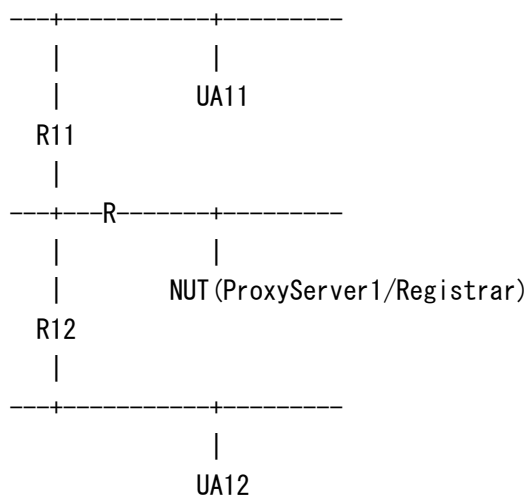 UA11
R11
R
NUT(ProxyServer1/Registrar)
R12
UA12